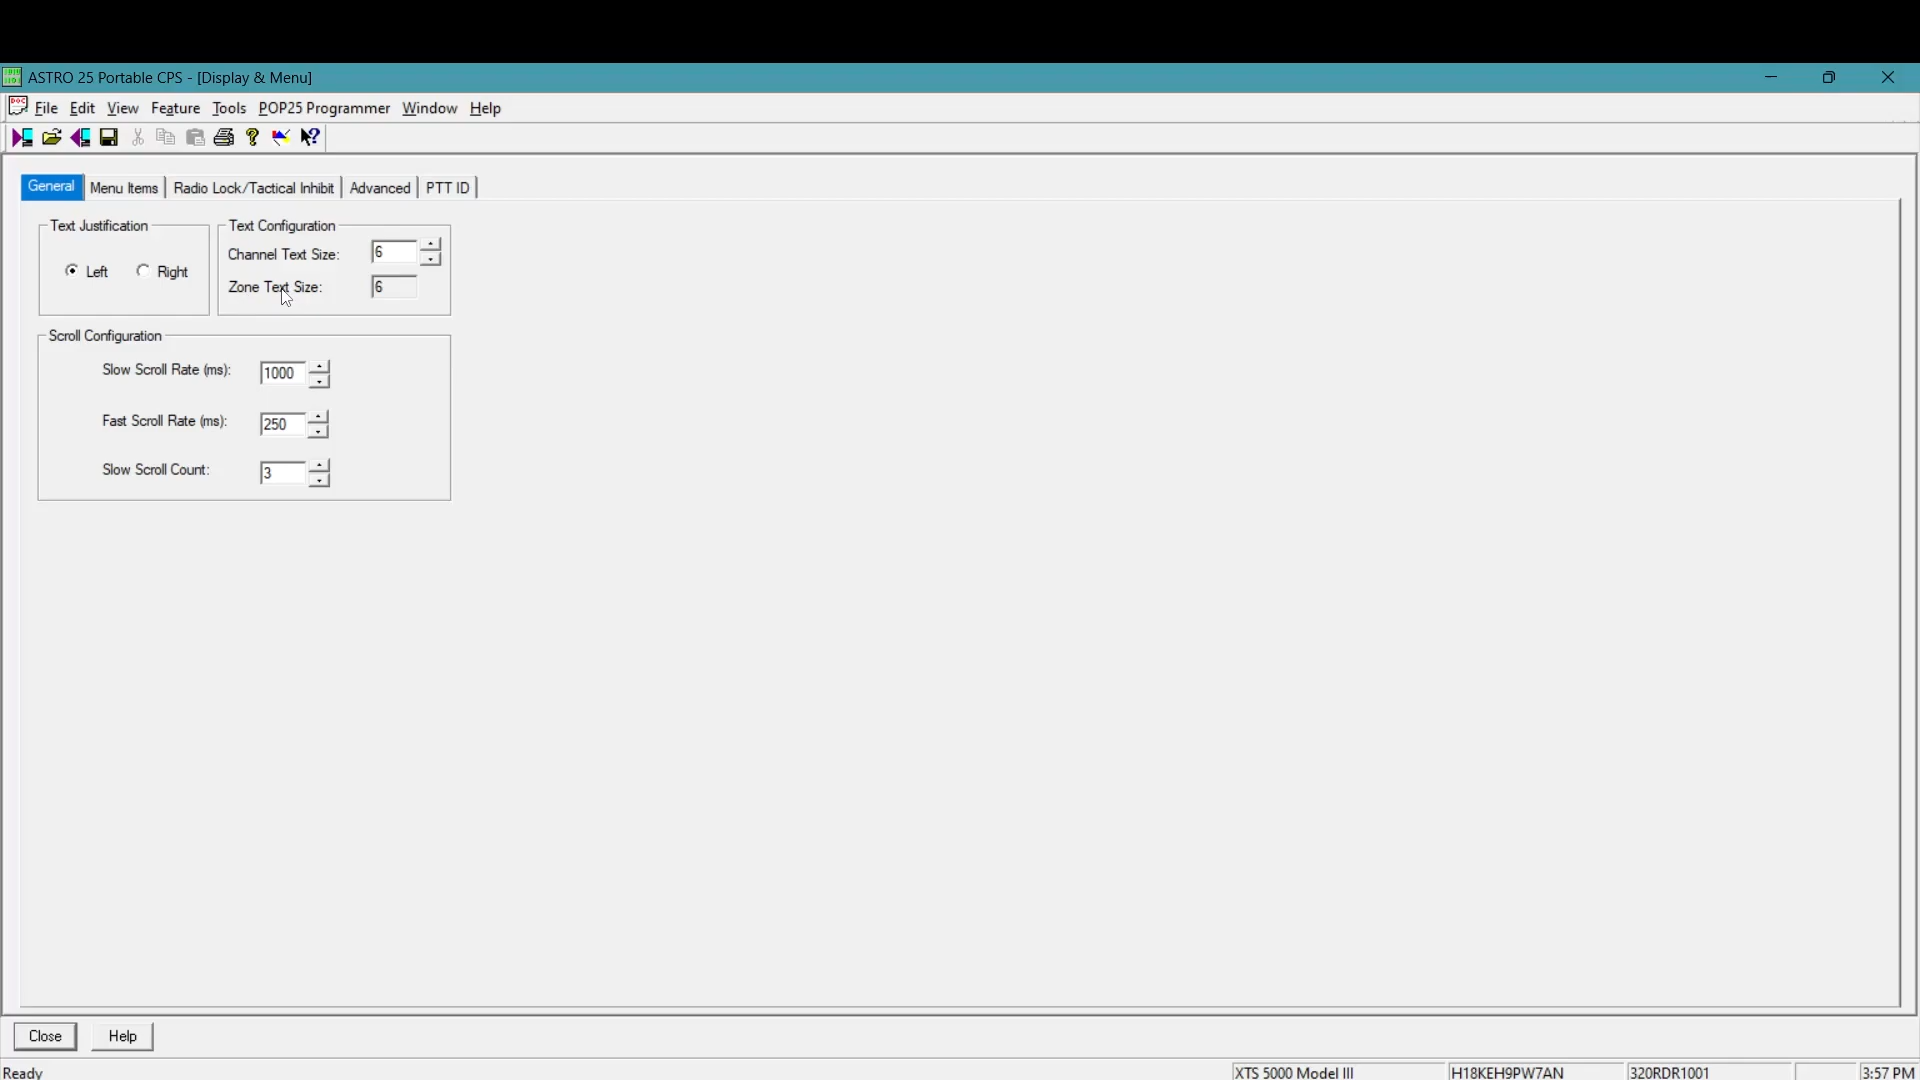 ASTRO 25 Portable CPS - [Display & Menu]
File Edit View Feature Tools POP25 Programmer Window Help
General Menu Items Radio Lock/Tactical Inhibit Advanced PTT ID
Text Justification
Left Right
Text Configuration
Channel Text Size: 6
Zone Text Size: 6
Scroll Configuration
Slow Scroll Rate (ms): 1000
Fast Scroll Rate (ms): 250
Slow Scroll Count: 3
Close Help
Ready XTS 5000 Model III H18KEH9PW7AN 320RDR1001 3:57 PM